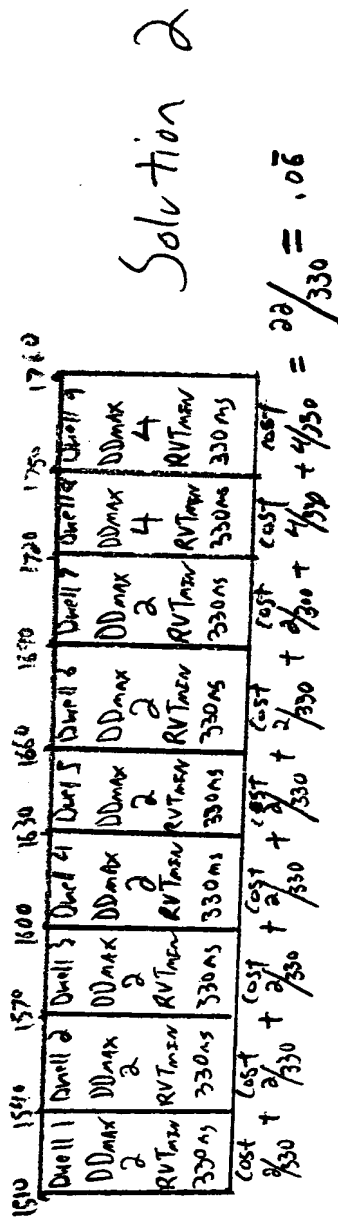 Solution 2
1510 1540 1570 1600 1630 1660 1690 1720 1750 1760
Dwell 1 Dwell 2 Dwell 3 Dwell 4 Dwell 5 Dwell 6 Dwell 7 Dwell 8 Dwell 9
DDMAX DDMAX DDMAX DDMAX DDMAX DDMAX DDMAX DDMAX DDMAX
2 2 2 2 2 2 2 4 4
RVTMIN RVTMIN RVTMIN RVTMIN RVTMIN RVTMIN RVTMIN RVTMIN RVTMIN
330ms 330ms 330ms 330ms 330ms 330ms 330ms 330ms 330ms
Cost Cost Cost Cost Cost Cost Cost Cost Cost
2/330 + 2/330 + 2/330 + 2/330 + 2/330 + 2/330 + 2/300 + 4/330 + 4/330 = 22/330 = .06